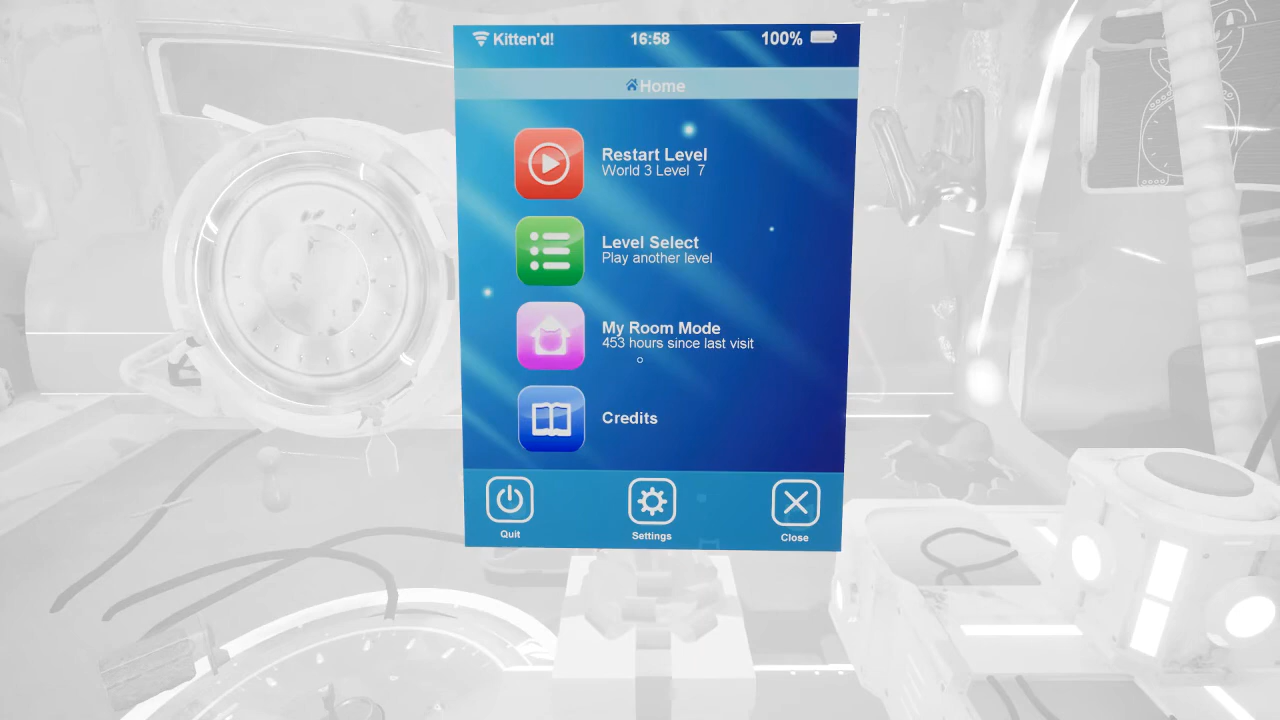 Kitten'd! 16:58 100%
Home
Restart Level
World 3 Level 7
Level Select
Play another level
My Room Mode
453 hours since last visit
Credits
Quit Settings Close